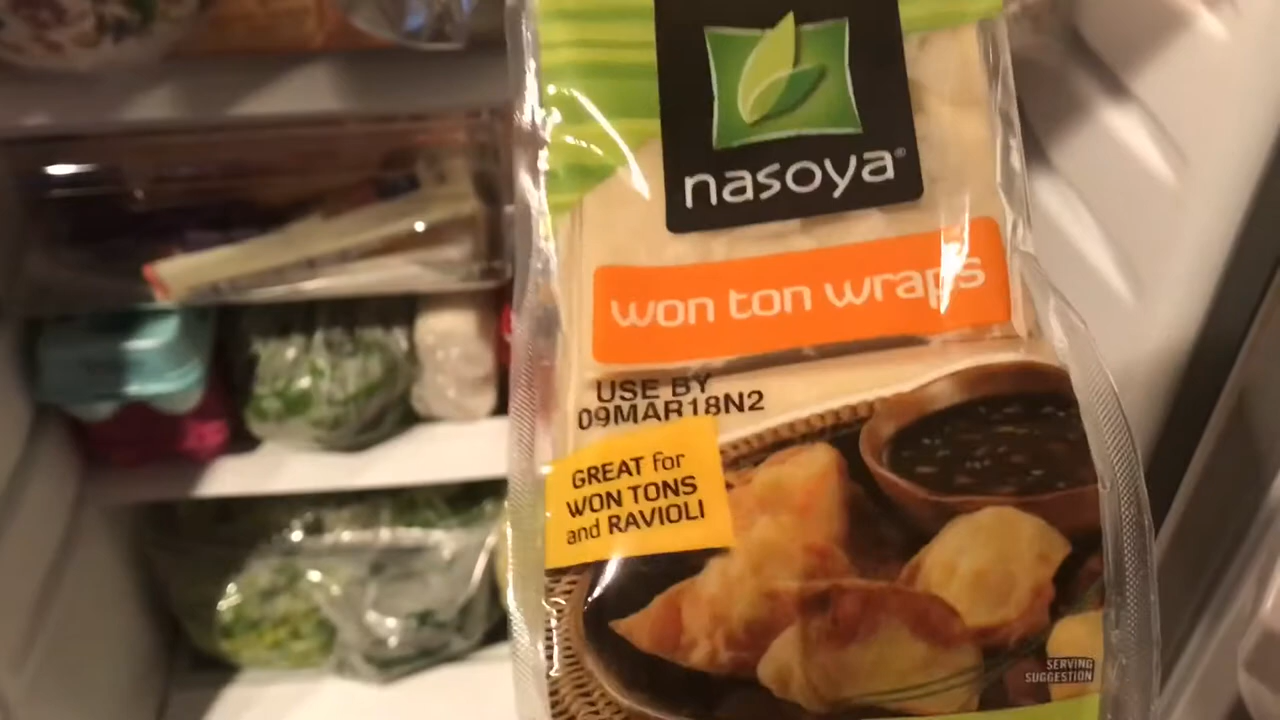 nasoya®
won ton wraps
USE BY
09MAR18N2
GREAT for
WON TONS
and RAVIOLI
SERVING
SUGGESTION